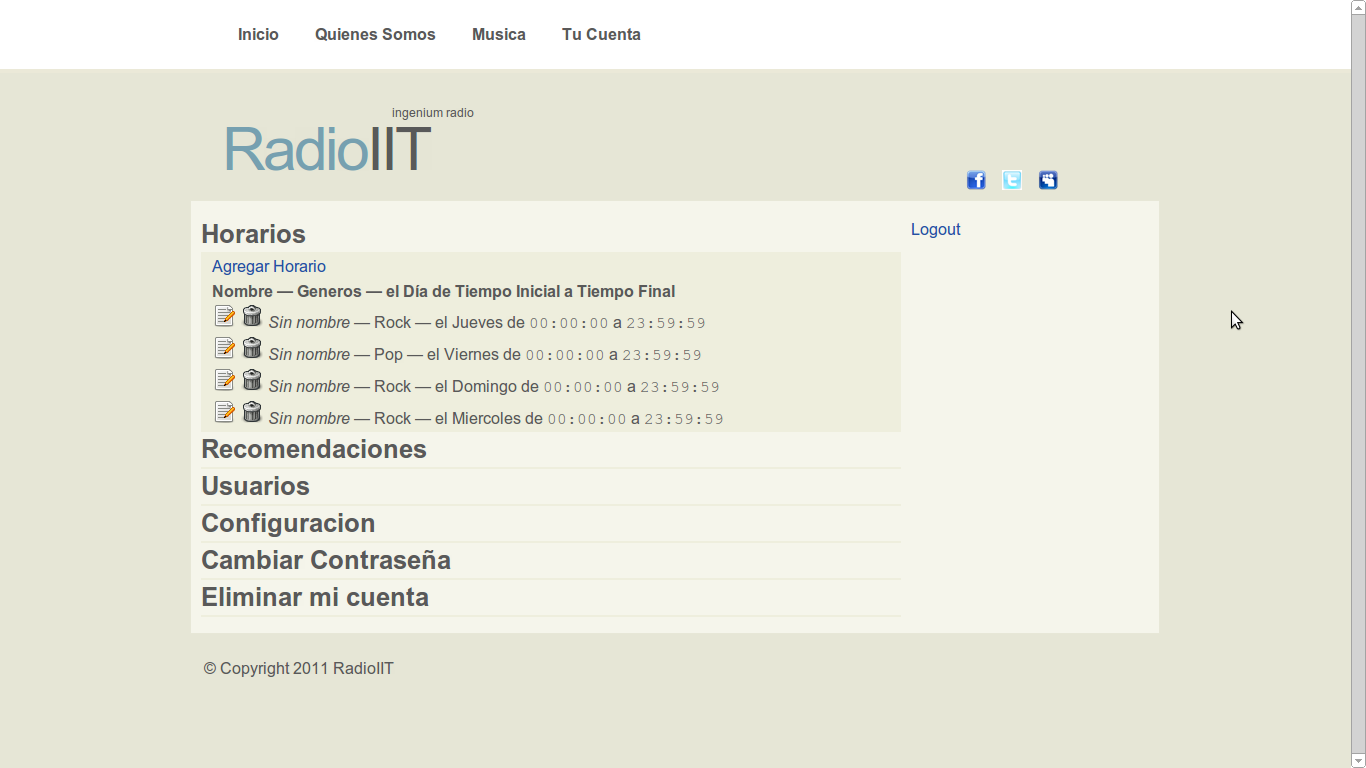 Inicio Quienes Somos Musica Tu Cuenta
ingenium radio
RadioIIT
Horarios
Logout
Agregar Horario
Nombre — Generos — el Día de Tiempo Inicial a Tiempo Final
Sin nombre — Rock — el Jueves de 00:00:00 a 23:59:59
Sin nombre — Pop — el Viernes de 00:00:00 a 23:59:59
Sin nombre — Rock — el Domingo de 00:00:00 a 23:59:59
Sin nombre — Rock — el Miercoles de 00:00:00 a 23:59:59
Recomendaciones
Usuarios
Configuracion
Cambiar Contraseña
Eliminar mi cuenta
© Copyright 2011 RadioIIT